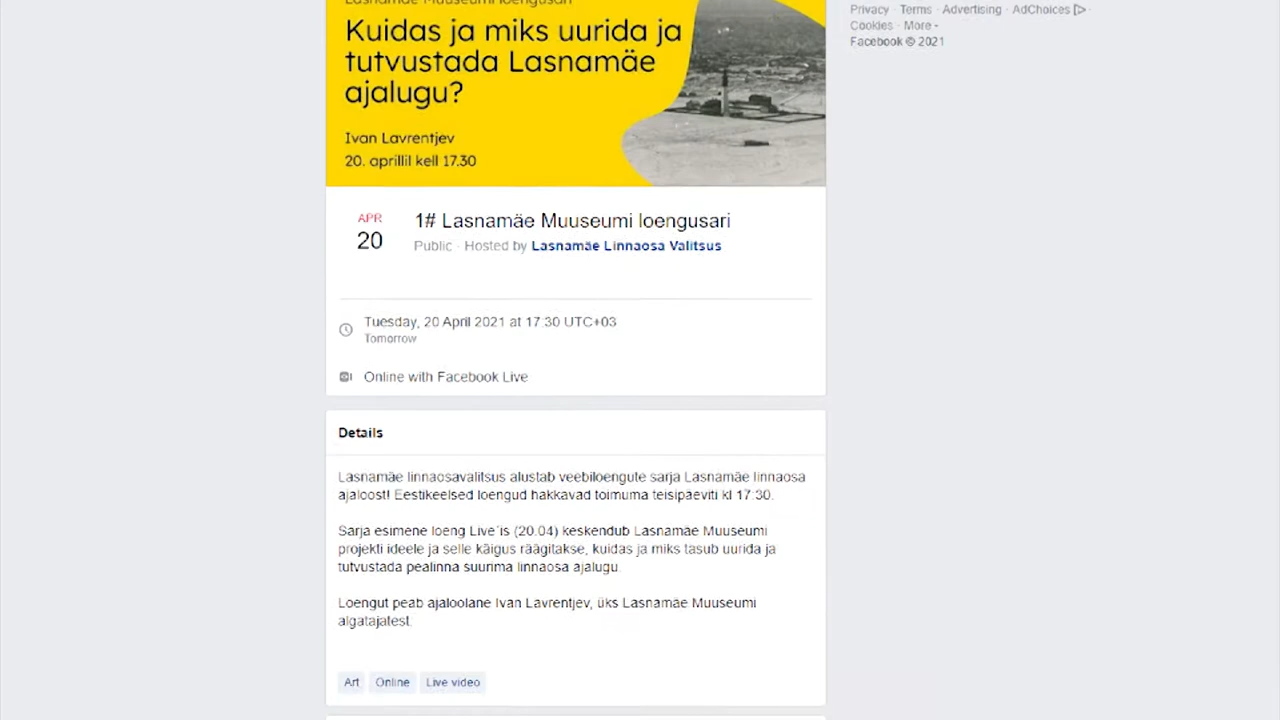 Lasnamäe Muuseumi loengusari
Kuidas ja miks uurida ja
tutvustada Lasnamäe
ajalugu?
Ivan Lavrentjev
20. aprillil kell 17.30
Privacy · Terms · Advertising · AdChoices ·
Cookies · More
Facebook © 2021
APR
20
1# Lasnamäe Muuseumi loengusari
Public · Hosted by Lasnamäe Linnaosa Valitsus
Tuesday, 20 April 2021 at 17:30 UTC+03
Tomorrow
Online with Facebook Live
Details
Lasnamäe linnaosavalitsus alustab veebiloengute sarja Lasnamäe linnaosa
ajaloost! Eestikeelsed loengud hakkavad toimuma teisipäeviti kl 17:30.
Sarja esimene loeng Live´is (20.04) keskendub Lasnamäe Muuseumi
projekti ideele ja selle käigus räägitakse, kuidas ja miks tasub uurida ja
tutvustada pealinna suurima linnaosa ajalugu.
Loengut peab ajaloolane Ivan Lavrentjev, üks Lasnamäe Muuseumi
algatajatest.
Art
Online
Live video